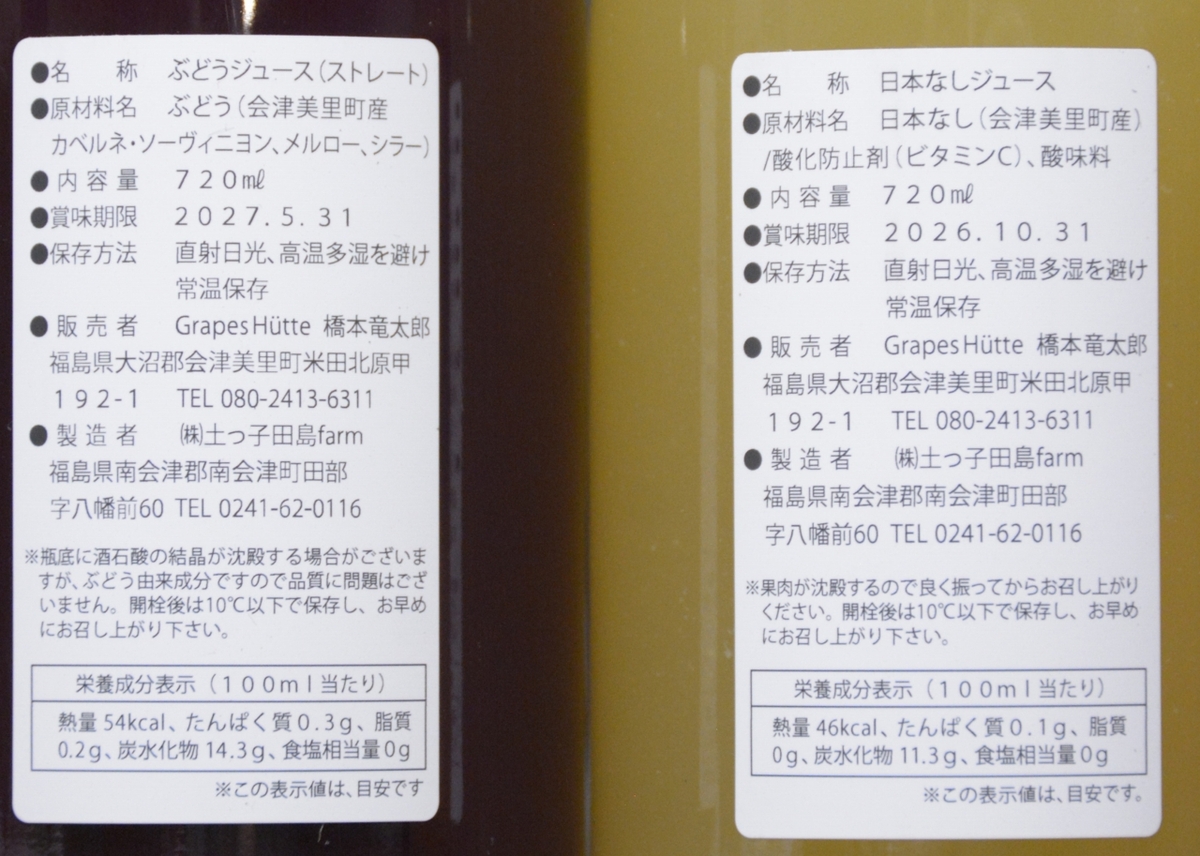 ●名　称　ぶどうジュース(ストレート)
●原材料名　ぶどう(会津美里町産
カベルネ・ソーヴィニヨン、メルロー、シラー)
●内容量　７２０㎖
●賞味期限　２０２７.５.３１
●保存方法　直射日光、高温多湿を避け
常温保存
●販売者　Grapes Hütte 橋本竜太郎
福島県大沼郡会津美里町米田北原甲
１９２-１　TEL 080-2413-6311
●製造者　㈱土っ子田島farm
福島県南会津郡南会津町田部
字八幡前60 TEL 0241-62-0116
※瓶底に酒石酸の結晶が沈殿する場合がございま
すが、ぶどう由来成分ですので品質に問題はござ
いません。開栓後は10℃以下で保存し、お早め
にお召し上がり下さい。
栄養成分表示(１００ｍｌ当たり)
熱量 54kcal、たんぱく質０.３ｇ、脂質
0.2ｇ、炭水化物 14.3ｇ、食塩相当量０ｇ
※この表示値は、目安です
●名　称　日本なしジュース
●原材料名　日本なし(会津美里町産)
/酸化防止剤(ビタミンC)、酸味料
●内容量　７２０㎖
●賞味期限　２０２６.１０.３１
●保存方法　直射日光、高温多湿を避け
常温保存
●販売者　Grapes Hütte 橋本竜太郎
福島県大沼郡会津美里町米田北原甲
１９２-１　TEL 080-2413-6311
●製造者　㈱土っ子田島farm
福島県南会津郡南会津町田部
字八幡前60 TEL 0241-62-0116
※果肉が沈殿するので良く振ってからお召し上がり
ください。開栓後は10℃以下で保存し、お早め
にお召し上がり下さい。
栄養成分表示(１００ｍｌ当たり)
熱量 46kcal、たんぱく質０.１ｇ、脂質
０ｇ、炭水化物 11.3ｇ、食塩相当量０ｇ
※この表示値は、目安です。